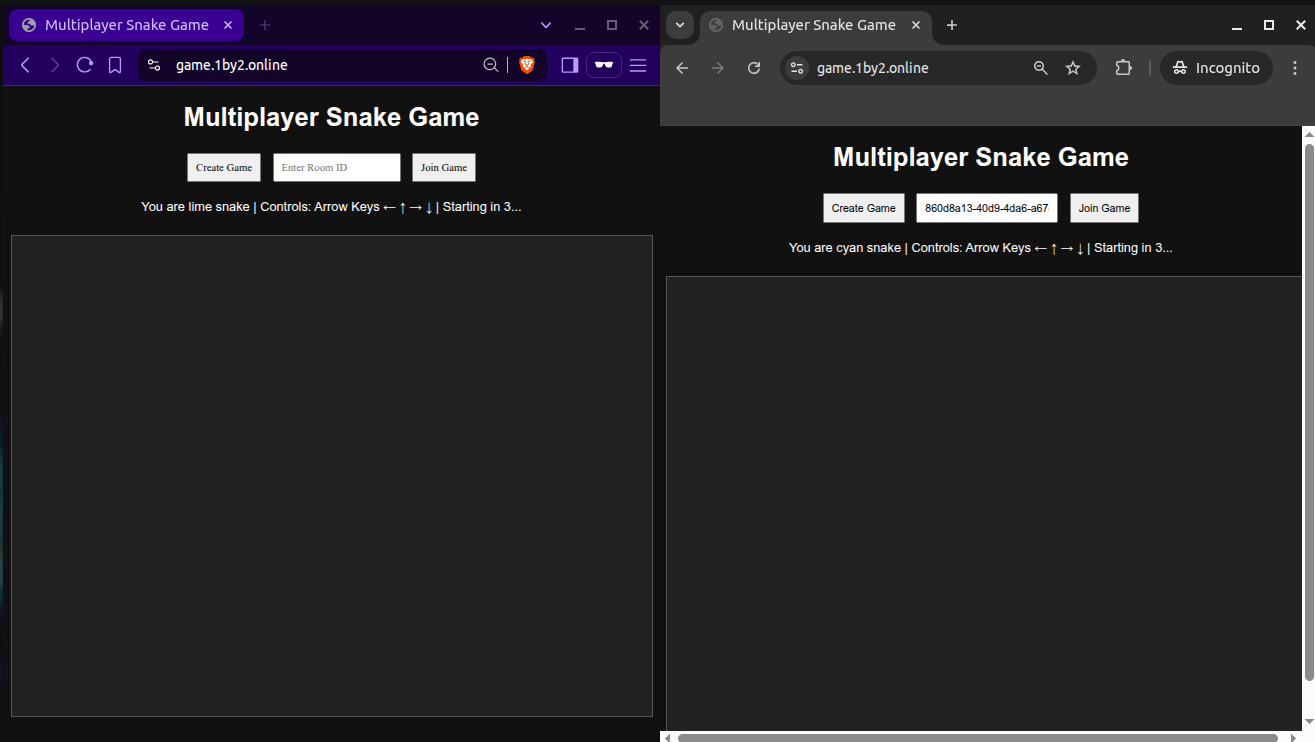 Multiplayer Snake Game
game.1by2.online
Multiplayer Snake Game
Create Game Enter Room ID Join Game
You are lime snake | Controls: Arrow Keys ←↑→↓ | Starting in 3...
Multiplayer Snake Game
game.1by2.online Incognito
Multiplayer Snake Game
Create Game 860d8a13-40d9-4da6-a67 Join Game
You are cyan snake | Controls: Arrow Keys ←↑→↓ | Starting in 3...